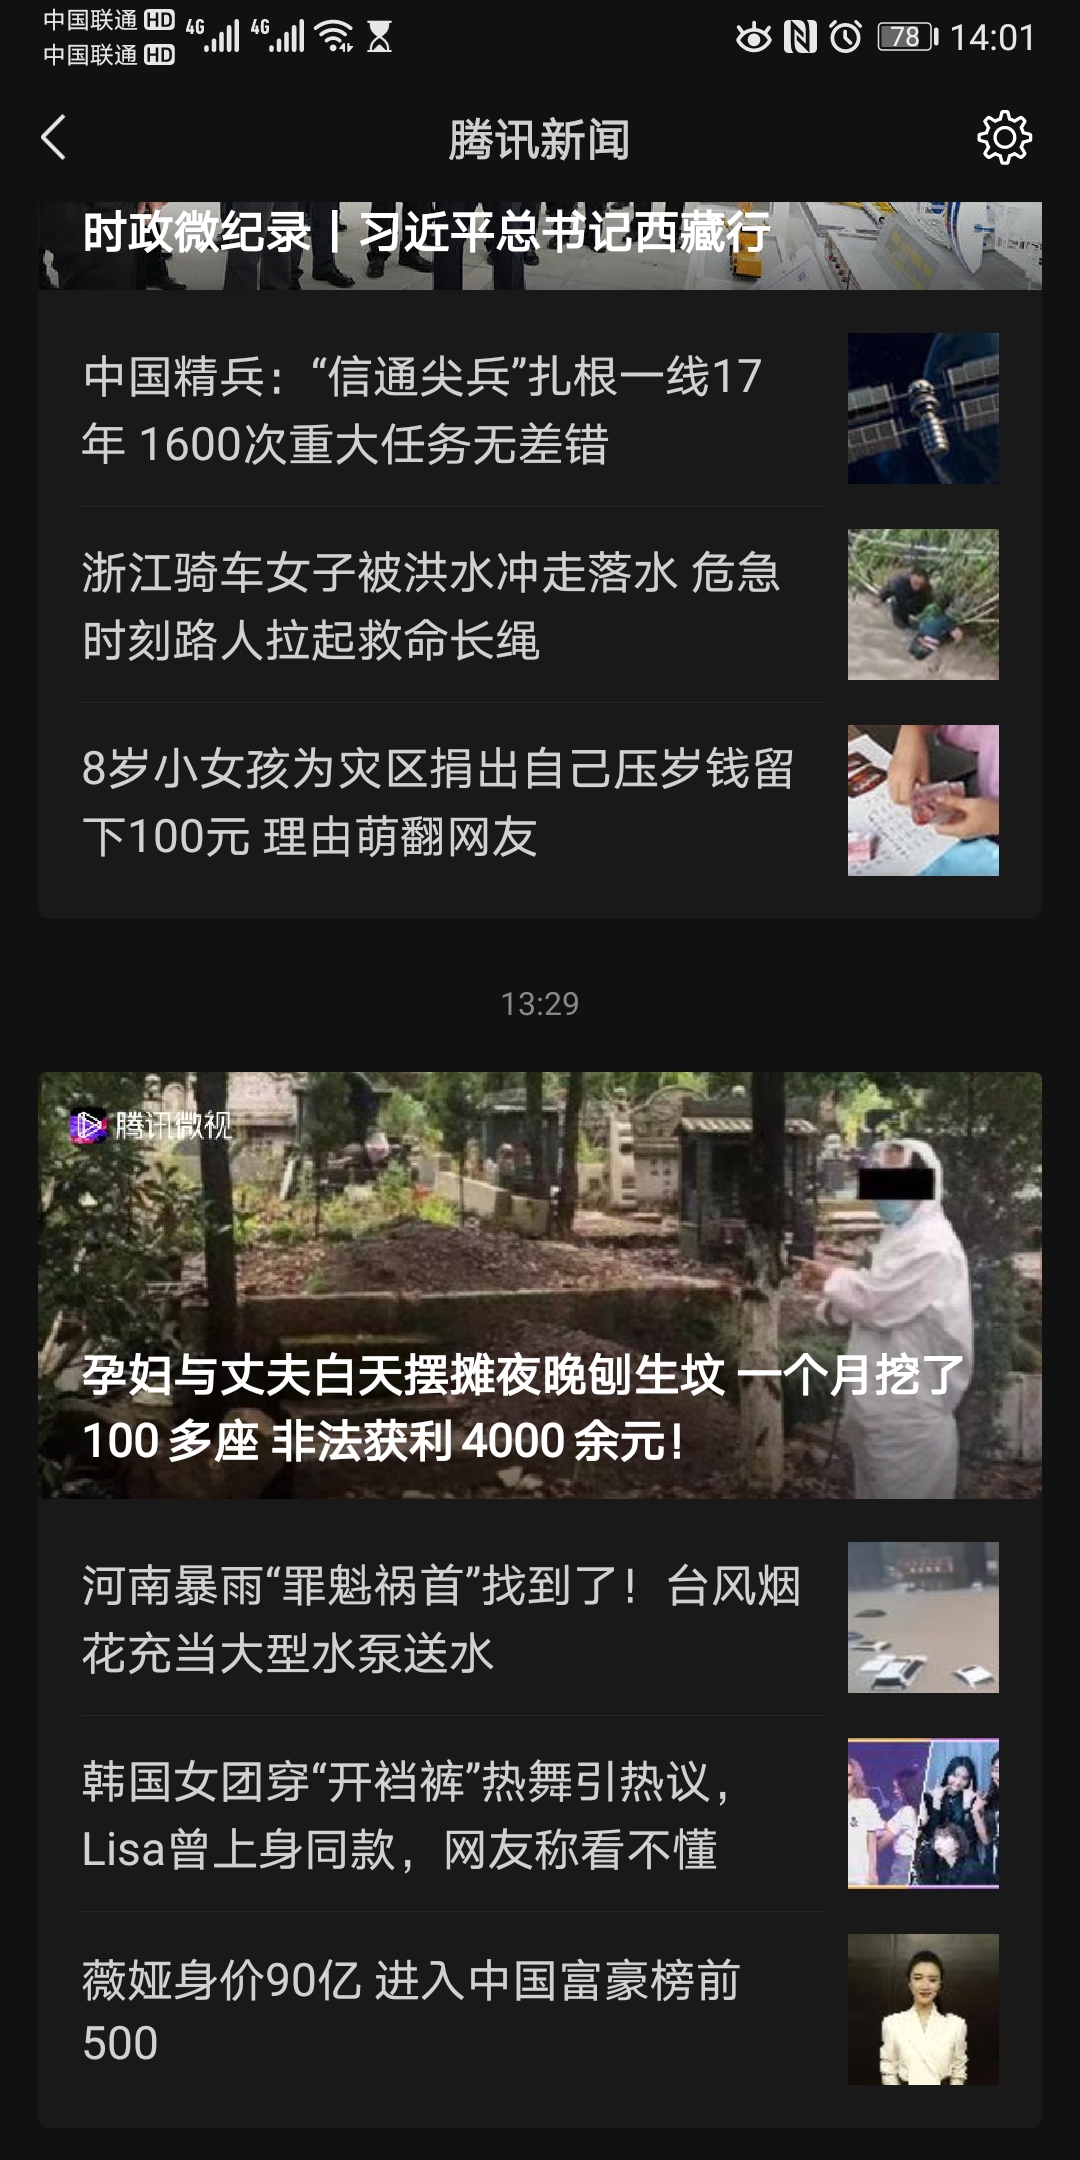 中国联通 HD 4G 4G 78 14:01
中国联通 HD
腾讯新闻
时政微纪录丨习近平总书记西藏行
中国精兵：“信通尖兵”扎根一线17
年 1600次重大任务无差错
浙江骑车女子被洪水冲走落水 危急
时刻路人拉起救命长绳
8岁小女孩为灾区捐出自己压岁钱留
下100元 理由萌翻网友
13:29
腾讯微视
孕妇与丈夫白天摆摊夜晚刨生坟 一个月挖了
100多座 非法获利4000余元！
河南暴雨“罪魁祸首”找到了！台风烟
花充当大型水泵送水
韩国女团穿“开裆裤”热舞引热议，
Lisa曾上身同款，网友称看不懂
薇娅身价90亿 进入中国富豪榜前
500